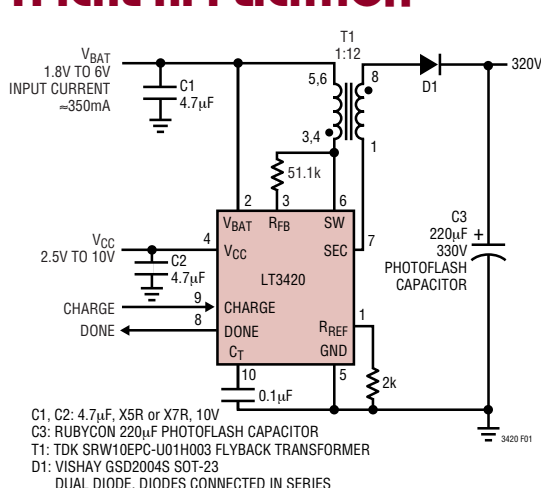 T1
1:12
VBAT
1.8V TO 6V
INPUT CURRENT
≈350mA
C1
4.7µF
5,6
8
D1
320V
3,4
1
51.1k
2
3
6
VBAT
RFB
SW
VCC
2.5V TO 10V
4
VCC
SEC
7
C2
4.7µF
LT3420
C3
220µF
+
330V
PHOTOFLASH
CAPACITOR
CHARGE
9
CHARGE
DONE
8
DONE
RREF
1
CT
GND
10
5
2k
0.1µF
C1, C2: 4.7µF, X5R or X7R, 10V
C3: RUBYCON 220µF PHOTOFLASH CAPACITOR
T1: TDK SRW10EPC-U01H003 FLYBACK TRANSFORMER
D1: VISHAY GSD2004S SOT-23
DUAL DIODE. DIODES CONNECTED IN SERIES
3420 F01